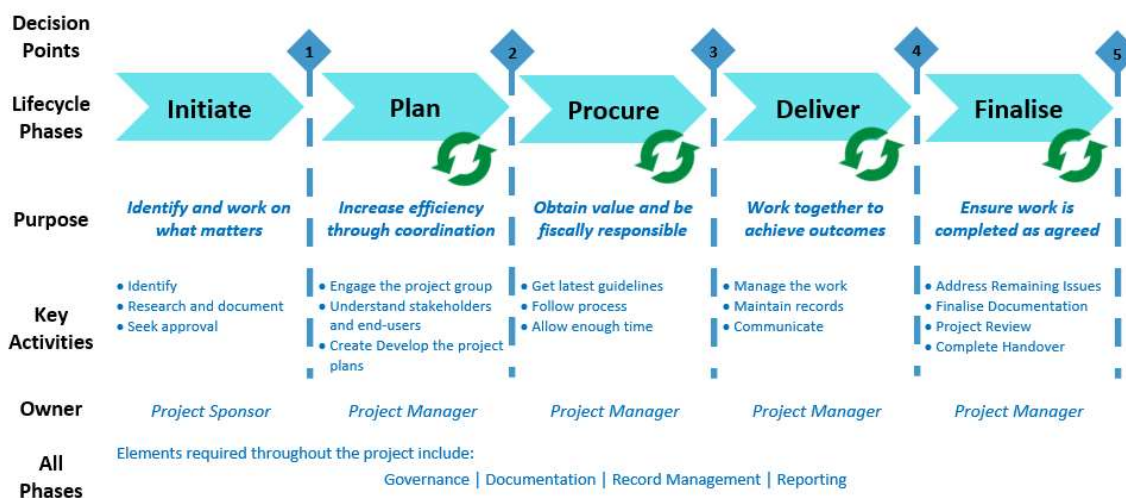 Decision
Points
1 2 3 4 5
Lifecycle
Phases
Initiate Plan Procure Deliver Finalise
Purpose
Identify and work on
what matters
Increase efficiency
through coordination
Obtain value and be
fiscally responsible
Work together to
achieve outcomes
Ensure work is
completed as agreed
Key
Activities
● Identify
● Research and document
● Seek approval
● Engage the project group
● Understand stakeholders
and end-users
● Create Develop the project
plans
● Get latest guidelines
● Follow process
● Allow enough time
● Manage the work
● Maintain records
● Communicate
● Address Remaining Issues
● Finalise Documentation
● Project Review
● Complete Handover
Owner
Project Sponsor Project Manager Project Manager Project Manager Project Manager
All
Phases
Elements required throughout the project include:
Governance | Documentation | Record Management | Reporting